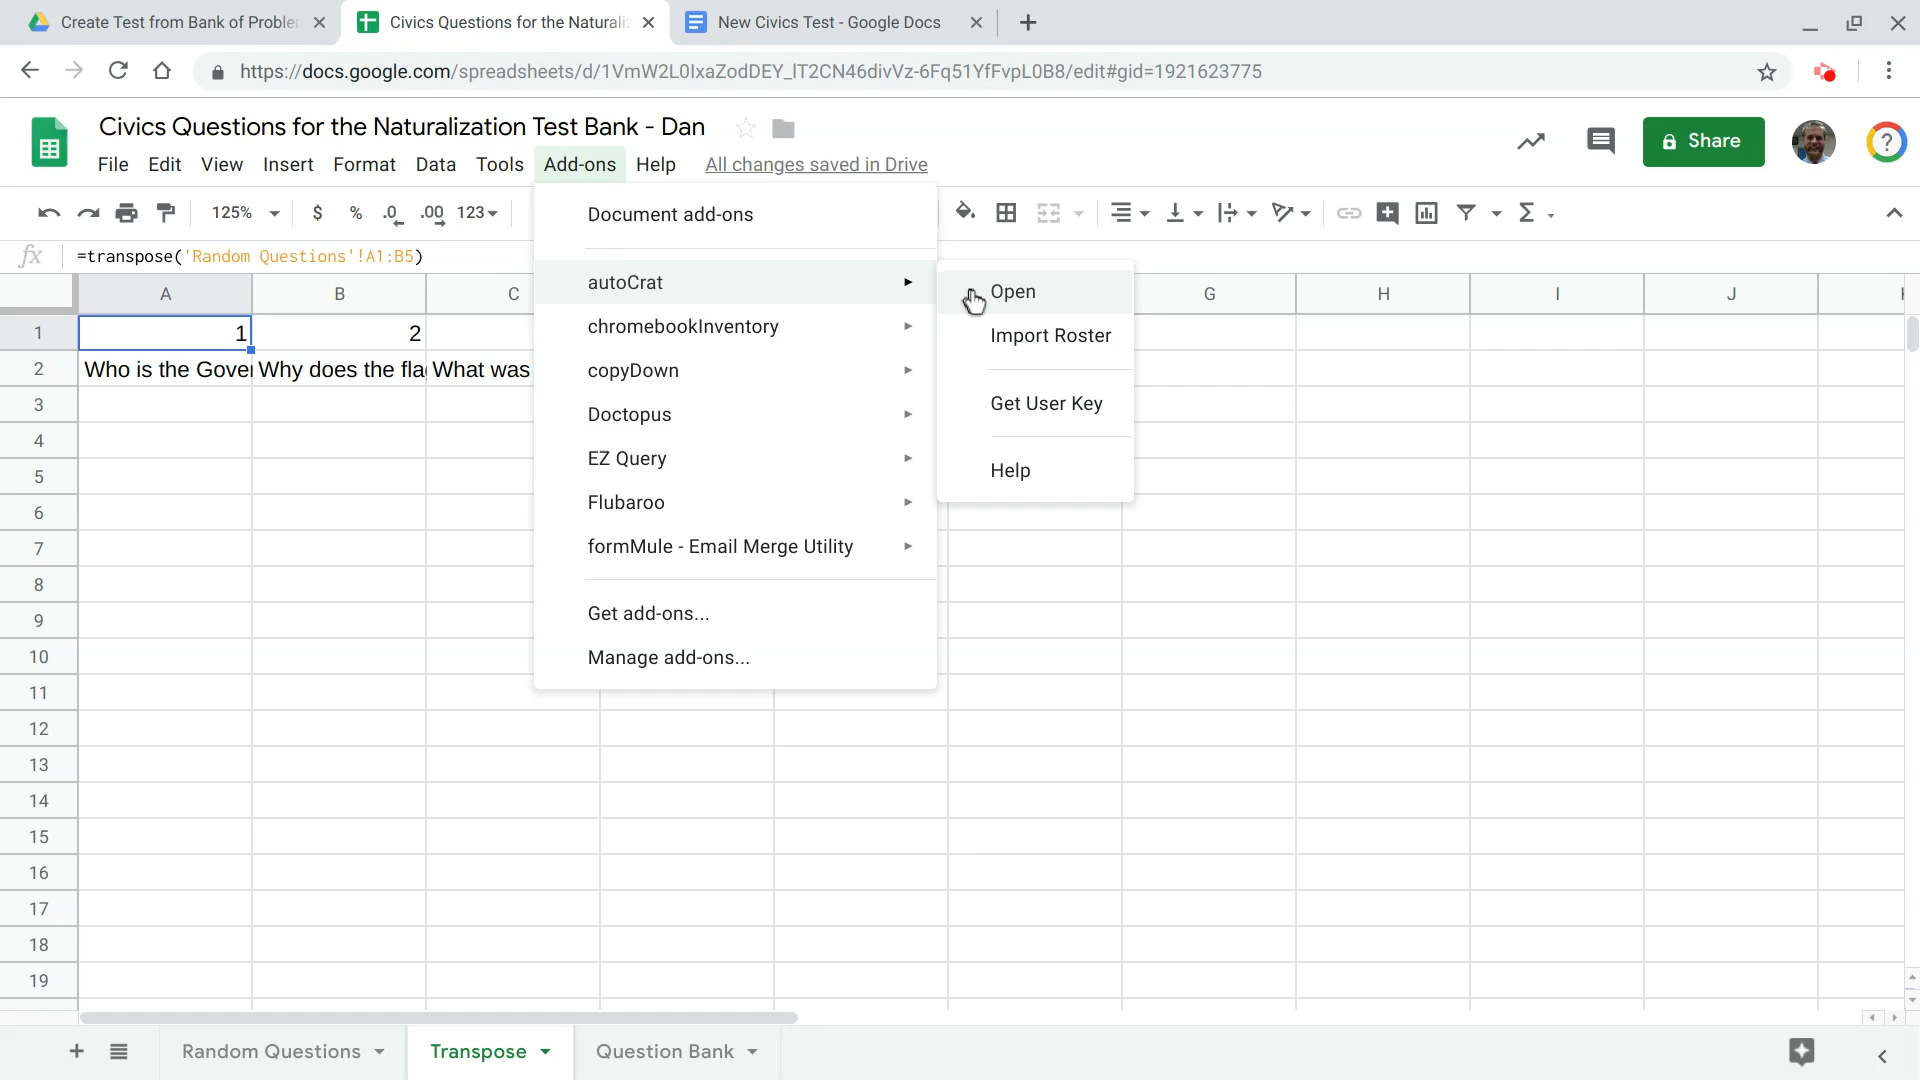 Create Test from Bank of Probler
Civics Questions for the Naturaliz
New Civics Test - Google Docs
https://docs.google.com/spreadsheets/d/1VmW2L0IxaZodDEY_lT2CN46divVz-6Fq51YfFvpL0B8/edit#gid=1921623775
Civics Questions for the Naturalization Test Bank - Dan
Share
File Edit View Insert Format Data Tools Add-ons Help All changes saved in Drive
125% $ % .0 .00 123
fx =transpose('Random Questions'!A1:B5)
A B C G H I J
1 1 2
2 Who is the Gover Why does the flag What was
3
4
5
6
7
8
9
10
11
12
13
14
15
16
17
18
19
Document add-ons
autoCrat
chromebookInventory
copyDown
Doctopus
EZ Query
Flubaroo
formMule - Email Merge Utility
Get add-ons...
Manage add-ons...
Open
Import Roster
Get User Key
Help
Random Questions Transpose Question Bank